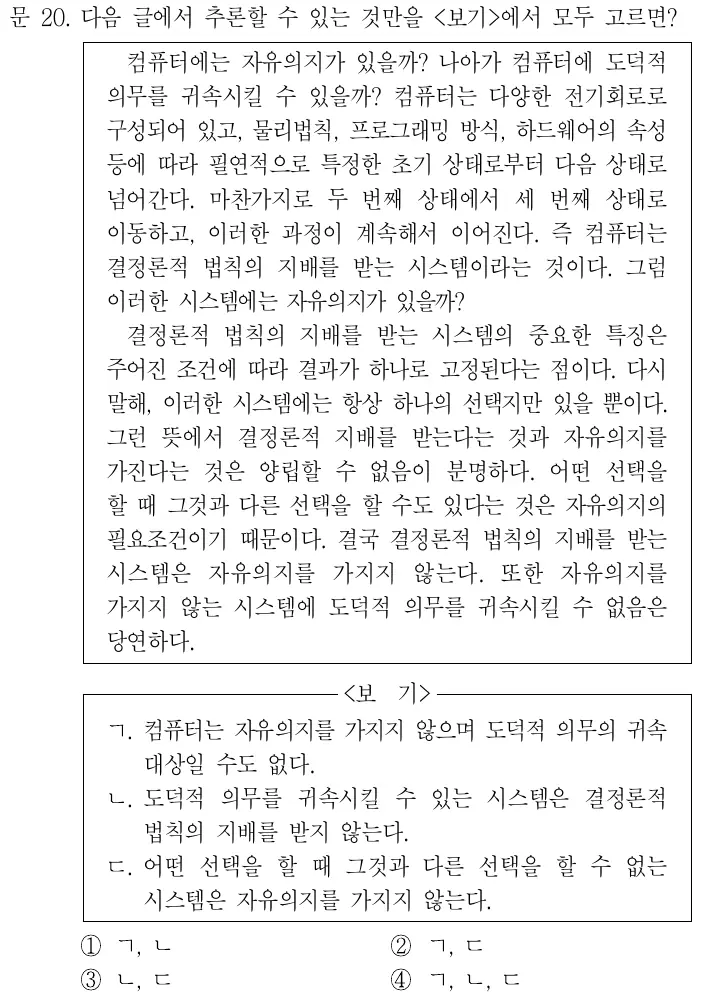 문 20. 다음 글에서 추론할 수 있는 것만을 <보기>에서 모두 고르면?
컴퓨터에는 자유의지가 있을까? 나아가 컴퓨터에 도덕적
의무를 귀속시킬 수 있을까? 컴퓨터는 다양한 전기회로로
구성되어 있고, 물리법칙, 프로그래밍 방식, 하드웨어의 속성
등에 따라 필연적으로 특정한 초기 상태로부터 다음 상태로
넘어간다. 마찬가지로 두 번째 상태에서 세 번째 상태로
이동하고, 이러한 과정이 계속해서 이어진다. 즉 컴퓨터는
결정론적 법칙의 지배를 받는 시스템이라는 것이다. 그럼
이러한 시스템에는 자유의지가 있을까?
결정론적 법칙의 지배를 받는 시스템의 중요한 특징은
주어진 조건에 따라 결과가 하나로 고정된다는 점이다. 다시
말해, 이러한 시스템에는 항상 하나의 선택지만 있을 뿐이다.
그런 뜻에서 결정론적 지배를 받는다는 것과 자유의지를
가진다는 것은 양립할 수 없음이 분명하다. 어떤 선택을
할 때 그것과 다른 선택을 할 수도 있다는 것은 자유의지의
필요조건이기 때문이다. 결국 결정론적 법칙의 지배를 받는
시스템은 자유의지를 가지지 않는다. 또한 자유의지를
가지지 않는 시스템에 도덕적 의무를 귀속시킬 수 없음은
당연하다.
<보 기>
ㄱ. 컴퓨터는 자유의지를 가지지 않으며 도덕적 의무의 귀속
대상일 수도 없다.
ㄴ. 도덕적 의무를 귀속시킬 수 있는 시스템은 결정론적
법칙의 지배를 받지 않는다.
ㄷ. 어떤 선택을 할 때 그것과 다른 선택을 할 수 없는
시스템은 자유의지를 가지지 않는다.
① ㄱ, ㄴ ② ㄱ, ㄷ
③ ㄴ, ㄷ ④ ㄱ, ㄴ, ㄷ